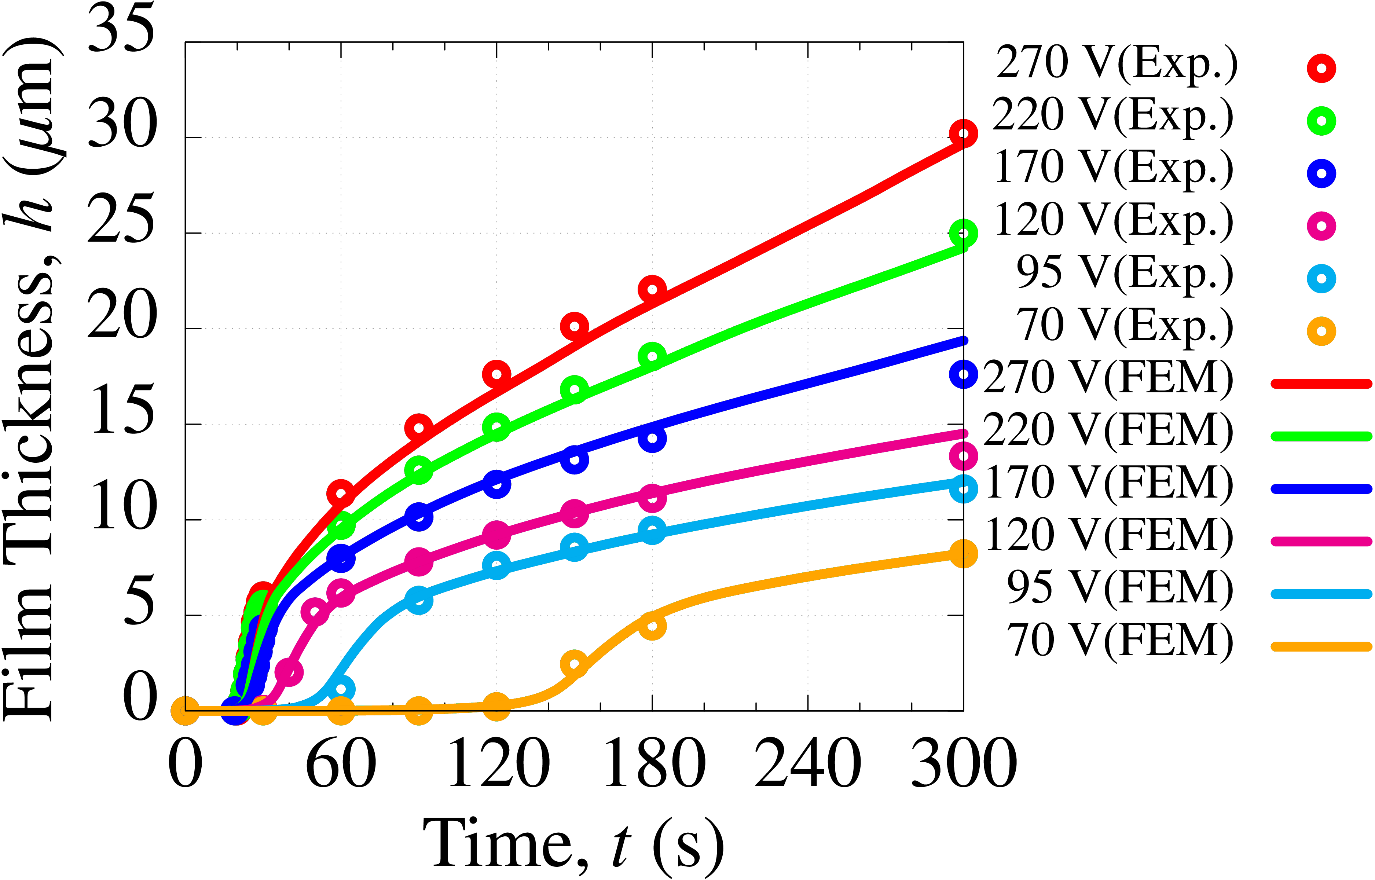 Film Thickness, h (μm)
35
30
25
20
15
10
5
0
0 60 120 180 240 300
Time, t (s)
270 V(Exp.)
220 V(Exp.)
170 V(Exp.)
120 V(Exp.)
95 V(Exp.)
70 V(Exp.)
270 V(FEM)
220 V(FEM)
170 V(FEM)
120 V(FEM)
95 V(FEM)
70 V(FEM)